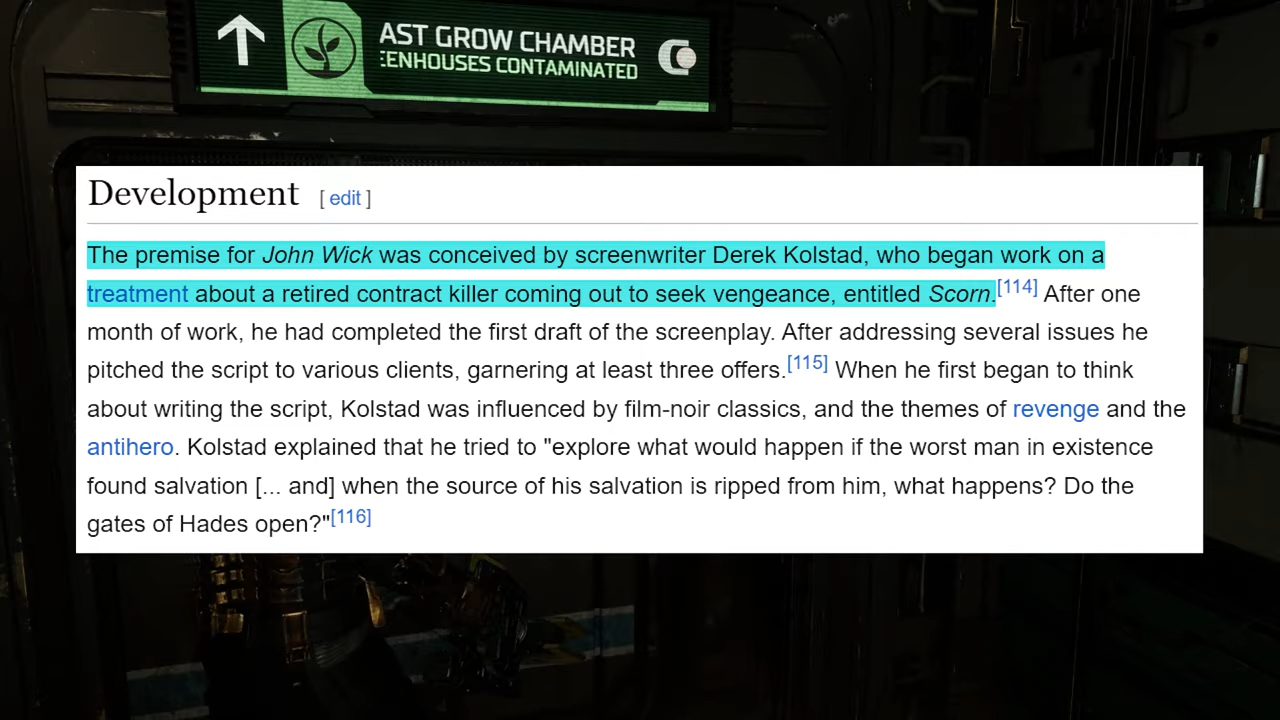 AST GROW CHAMBER
EENHOUSES CONTAMINATED
Development [ edit ]
The premise for John Wick was conceived by screenwriter Derek Kolstad, who began work on a
treatment about a retired contract killer coming out to seek vengeance, entitled Scorn.[114] After one
month of work, he had completed the first draft of the screenplay. After addressing several issues he
pitched the script to various clients, garnering at least three offers.[115] When he first began to think
about writing the script, Kolstad was influenced by film-noir classics, and the themes of revenge and the
antihero. Kolstad explained that he tried to "explore what would happen if the worst man in existence
found salvation [... and] when the source of his salvation is ripped from him, what happens? Do the
gates of Hades open?"[116]